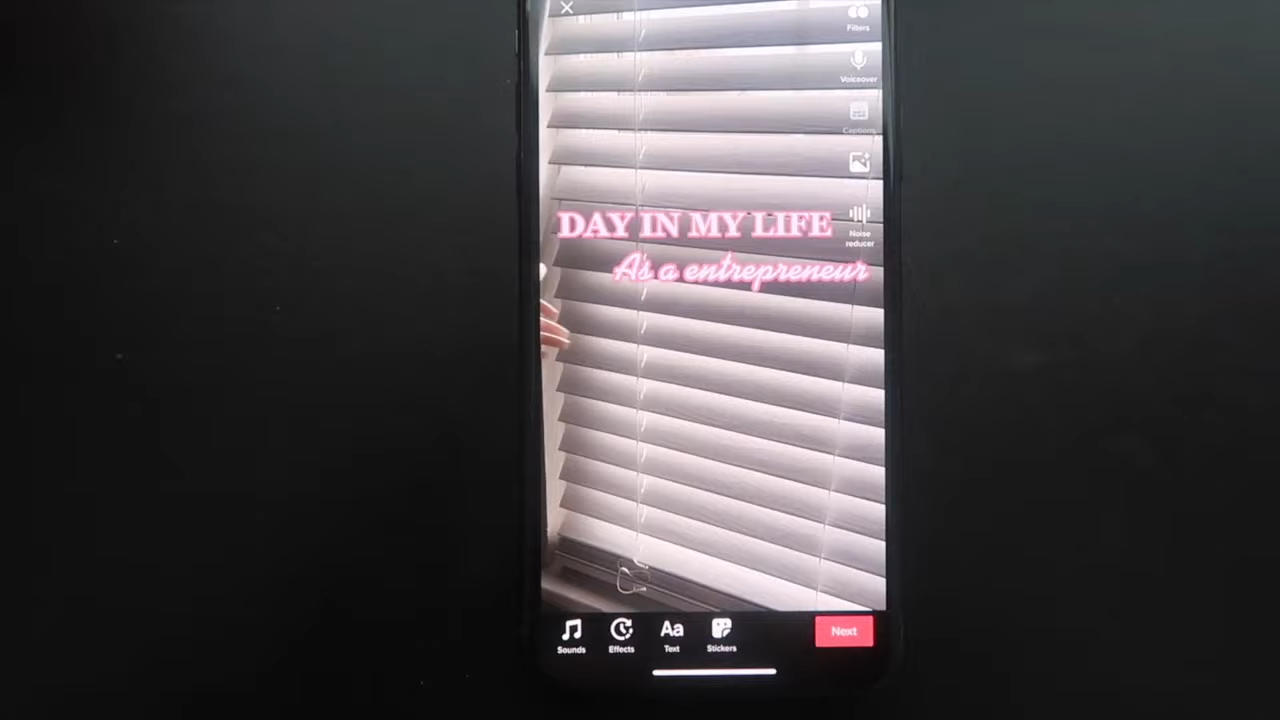 Filters
Voiceover
Captions
DAY IN MY LIFE
Noise
reducer
As a entrepreneur
Sounds
Effects
Aa
Text
Stickers
Next